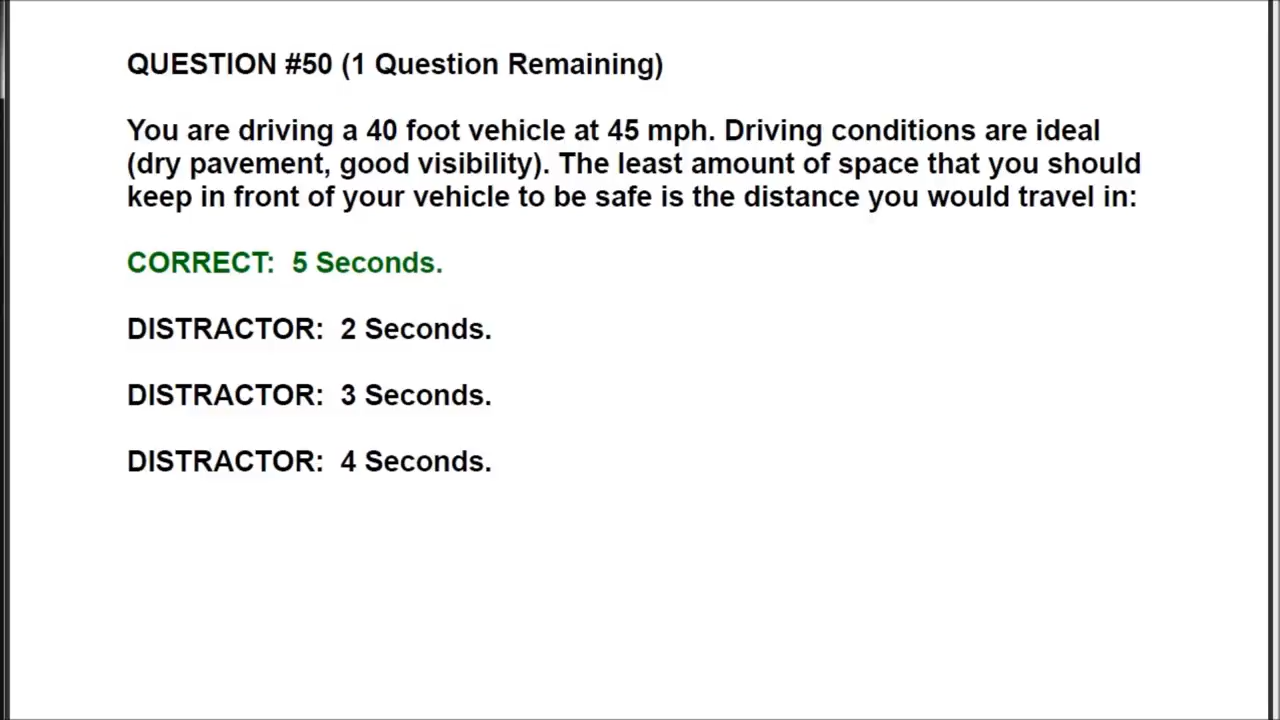 QUESTION #50 (1 Question Remaining)
You are driving a 40 foot vehicle at 45 mph. Driving conditions are ideal
(dry pavement, good visibility). The least amount of space that you should
keep in front of your vehicle to be safe is the distance you would travel in:
CORRECT: 5 Seconds.
DISTRACTOR: 2 Seconds.
DISTRACTOR: 3 Seconds.
DISTRACTOR: 4 Seconds.